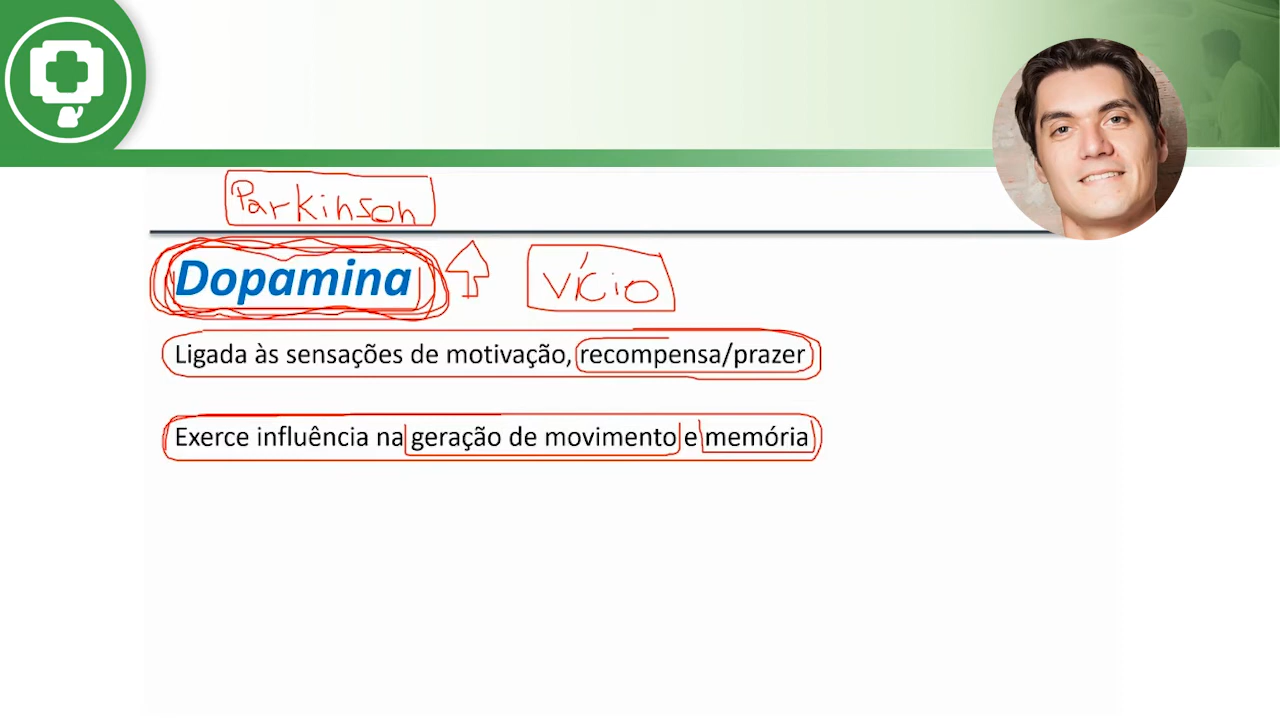 Parkinson
Dopamina vício
Ligada às sensações de motivação, recompensa/prazer
Exerce influência na geração de movimento e memória